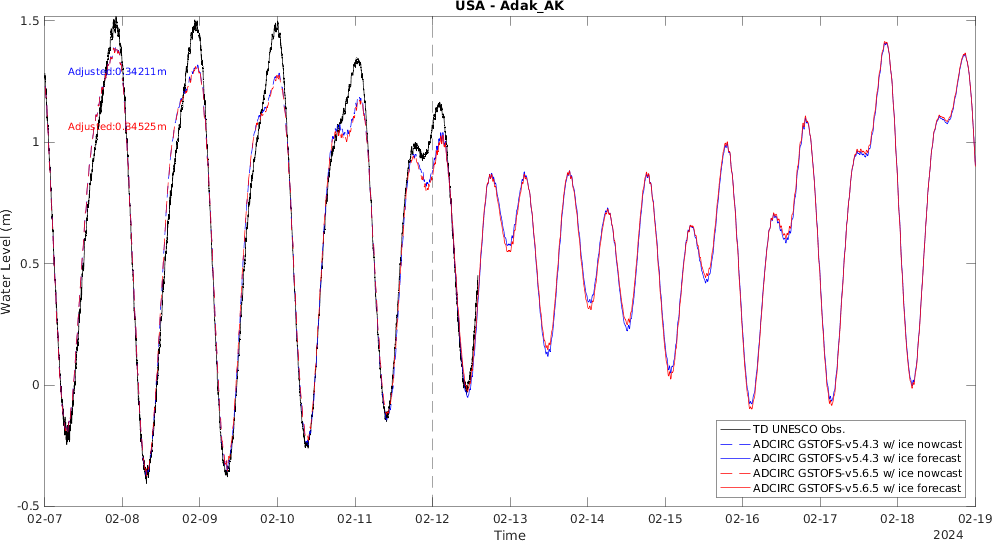 USA - Adak_AK
Water Level (m)
1.5
1
0.5
0
-0.5
Adjusted:0.34211m
Adjusted:0.34525m
TD UNESCO Obs.
ADCIRC GSTOFS-v5.4.3 w/ ice nowcast
ADCIRC GSTOFS-v5.4.3 w/ ice forecast
ADCIRC GSTOFS-v5.6.5 w/ ice nowcast
ADCIRC GSTOFS-v5.6.5 w/ ice forecast
02-07 02-08 02-09 02-10 02-11 02-12 02-13 02-14 02-15 02-16 02-17 02-18 02-19
Time
2024